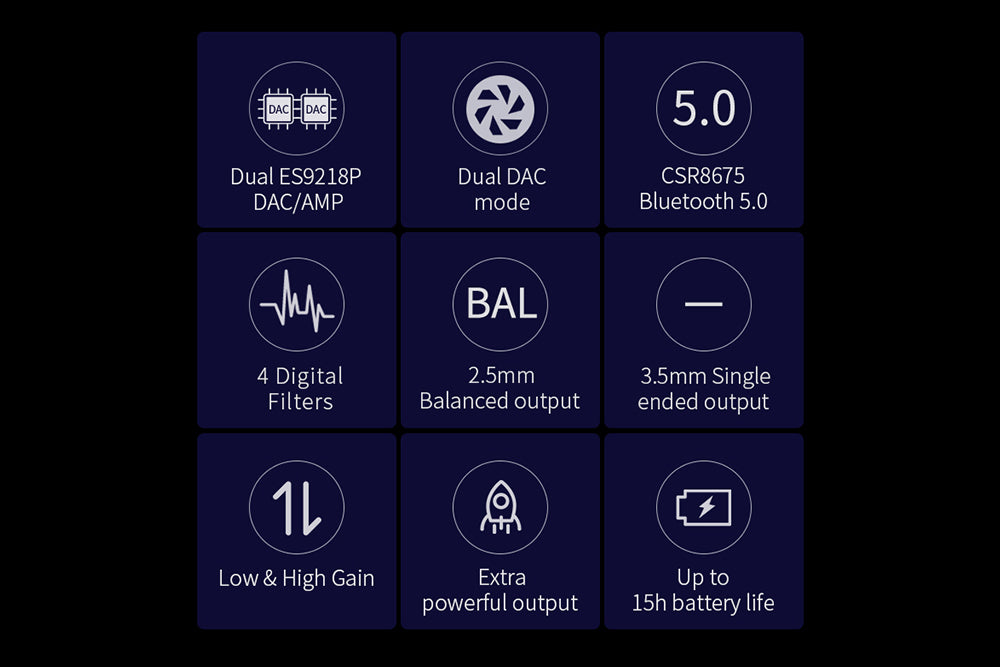 DAC DAC
Dual ES9218P
DAC/AMP
Dual DAC
mode
5.0
CSR8675
Bluetooth 5.0
4 Digital
Filters
BAL
2.5mm
Balanced output
3.5mm Single
ended output
Low & High Gain
Extra
powerful output
Up to
15h battery life